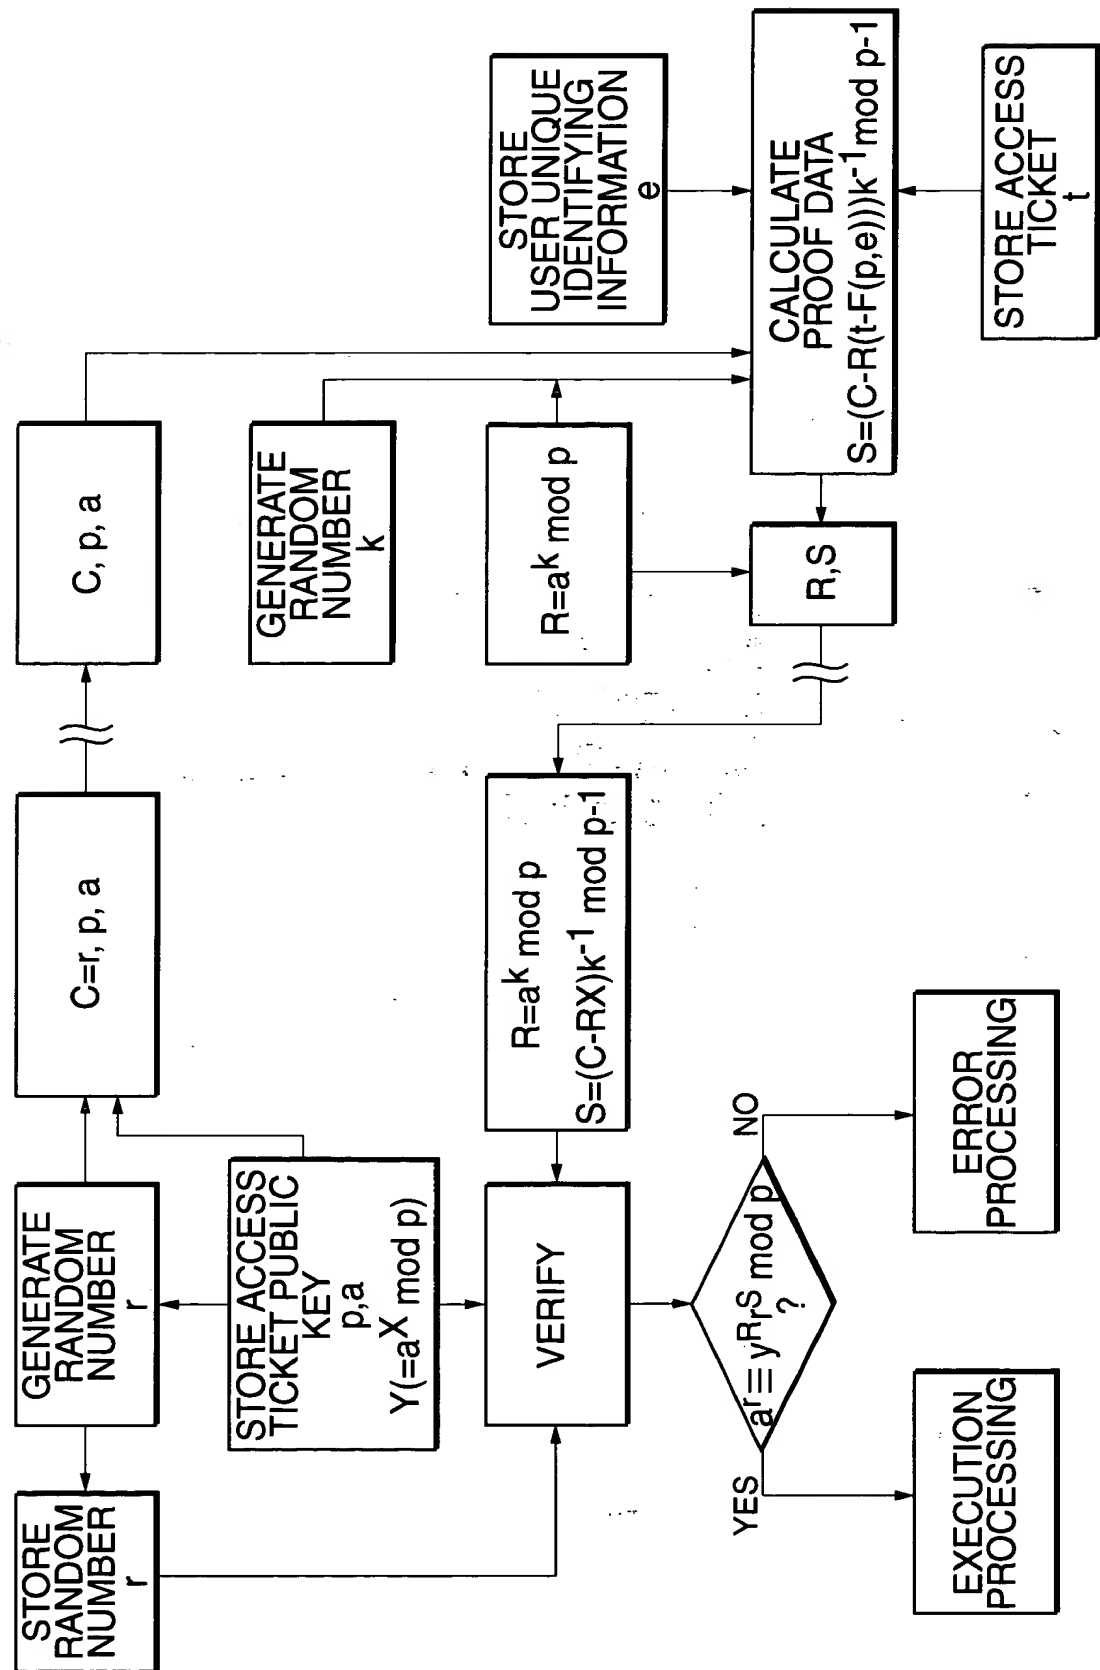 STORE
RANDOM
NUMBER
r
GENERATE
RANDOM
NUMBER
r
C=r, p, a
C, p, a
STORE ACCESS
TICKET PUBLIC
KEY
p,a
Y(=a^X mod p)
GENERATE
RANDOM
NUMBER
k
VERIFY
R=a^k mod p
S=(C-RX)k^-1 mod p-1
R=a^k mod p
STORE
USER UNIQUE
IDENTIFYING
INFORMATION
e
a^r≡ y^R r^S mod p
?
YES
NO
R,S
CALCULATE
PROOF DATA
S=(C-R(t-F(p,e)))k^-1 mod p-1
EXECUTION
PROCESSING
ERROR
PROCESSING
STORE ACCESS
TICKET
t